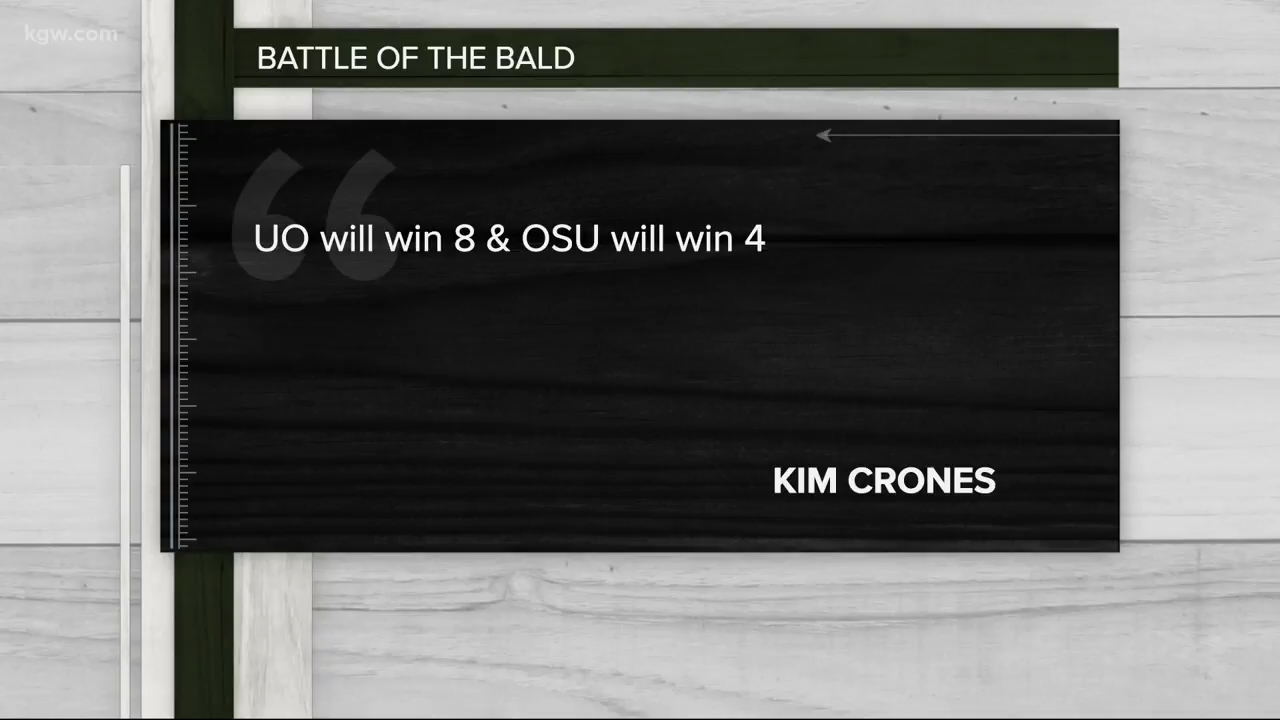 kgw.com
BATTLE OF THE BALD
UO will win 8 & OSU will win 4
KIM CRONES